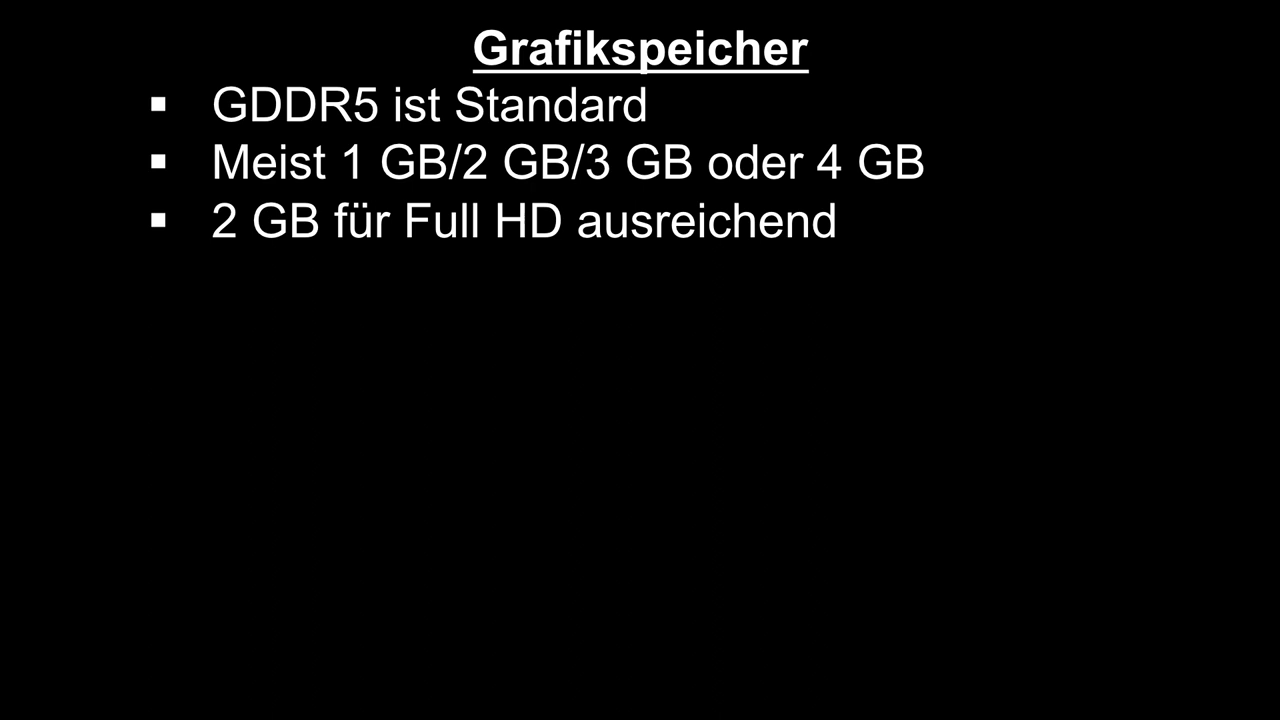 Grafikspeicher
▪ GDDR5 ist Standard
▪ Meist 1 GB/2 GB/3 GB oder 4 GB
▪ 2 GB für Full HD ausreichend